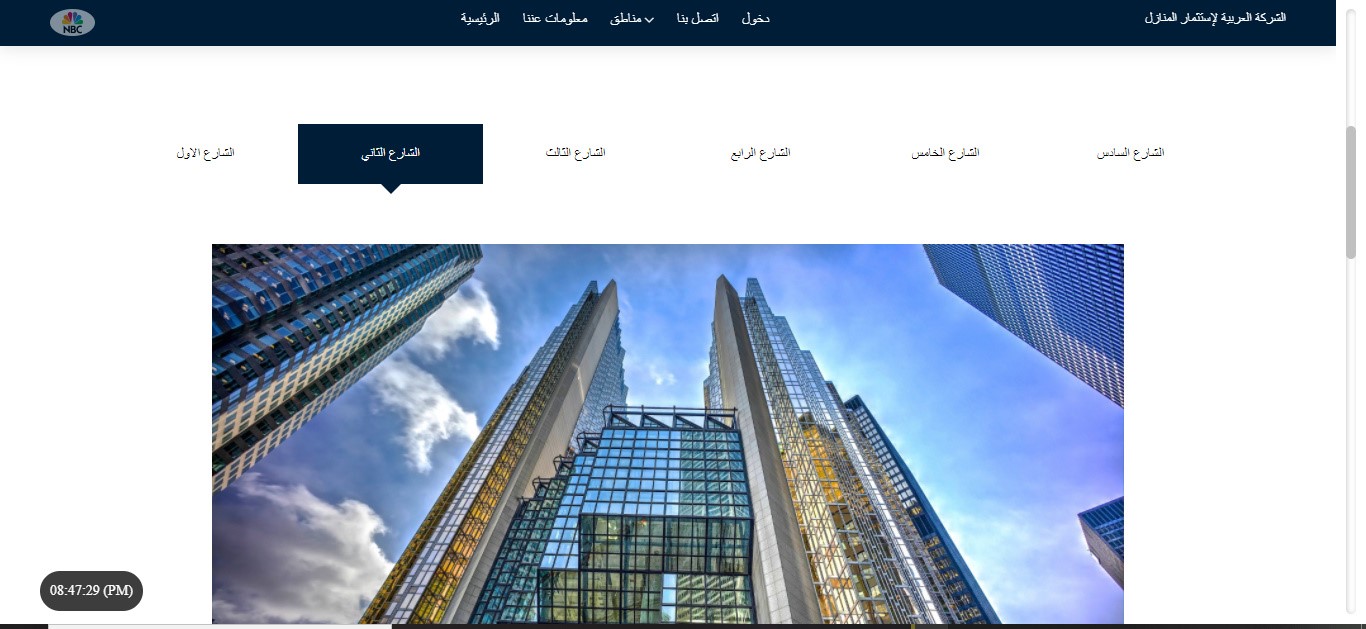 الشركة العربية لإستثمار المنازل
دخول
اتصل بنا
مناطق
معلومات عننا
الرئيسية
NBC
الشارع السادس
الشارع الخامس
الشارع الرابع
الشارع الثالث
الشارع الثاني
الشارع الاول
08:47:29 (PM)